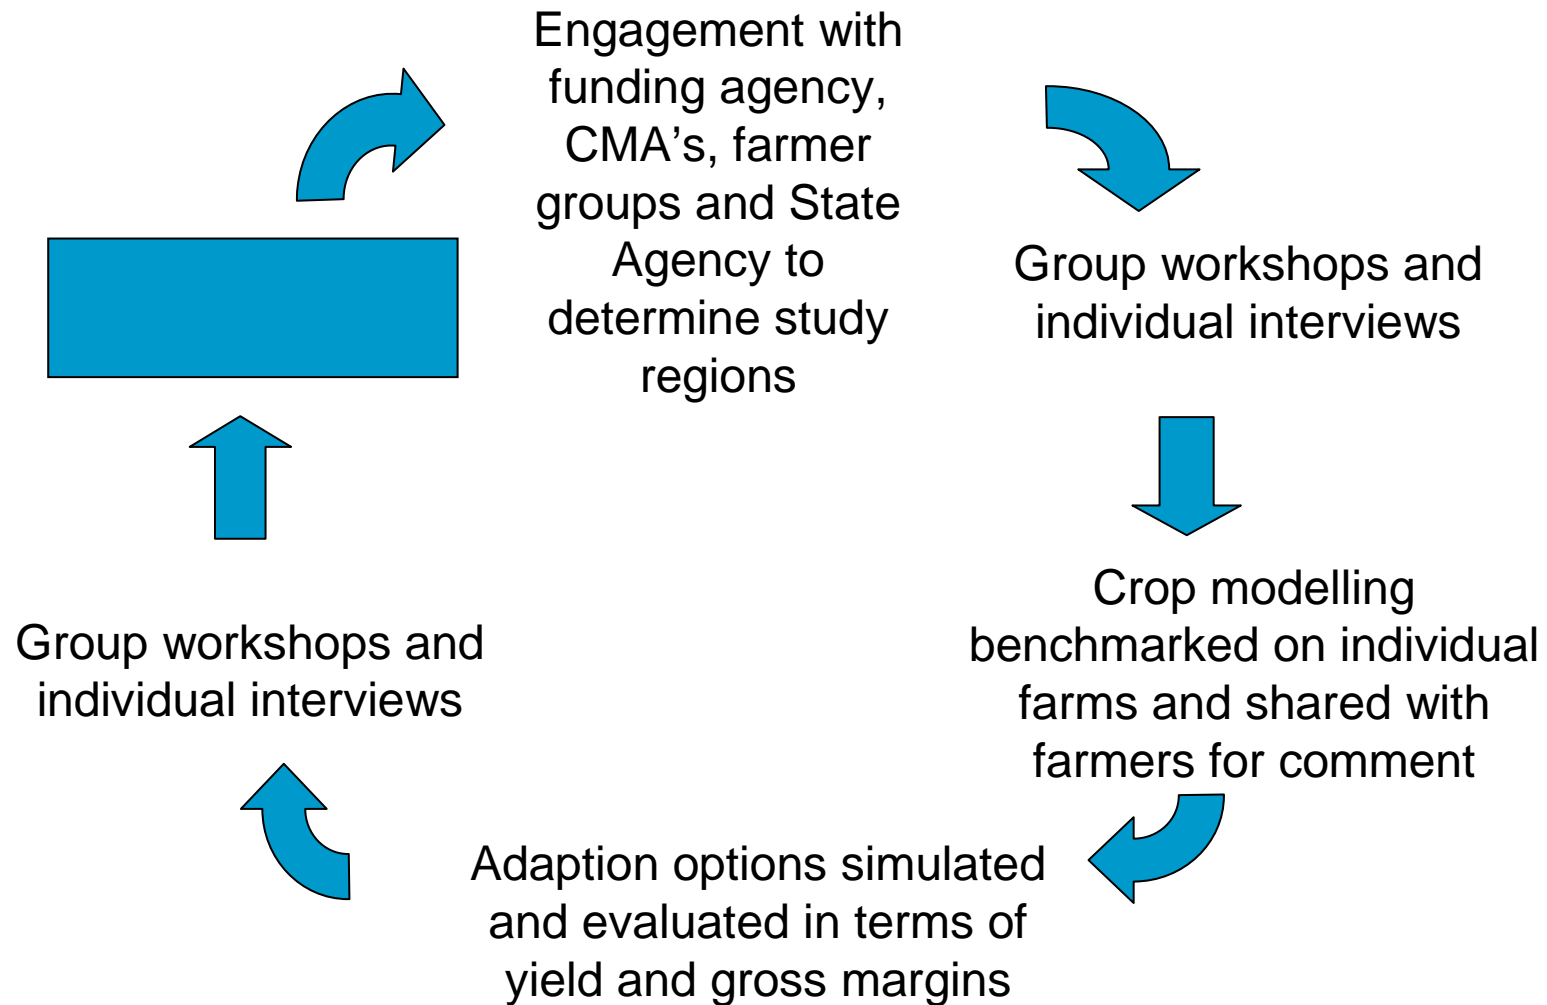 Engagement with
funding agency,
CMA’s, farmer
groups and State
Agency to
determine study
regions
Group workshops and
individual interviews
Crop modelling
benchmarked on individual
farms and shared with
farmers for comment
Adaption options simulated
and evaluated in terms of
yield and gross margins
Group workshops and
individual interviews